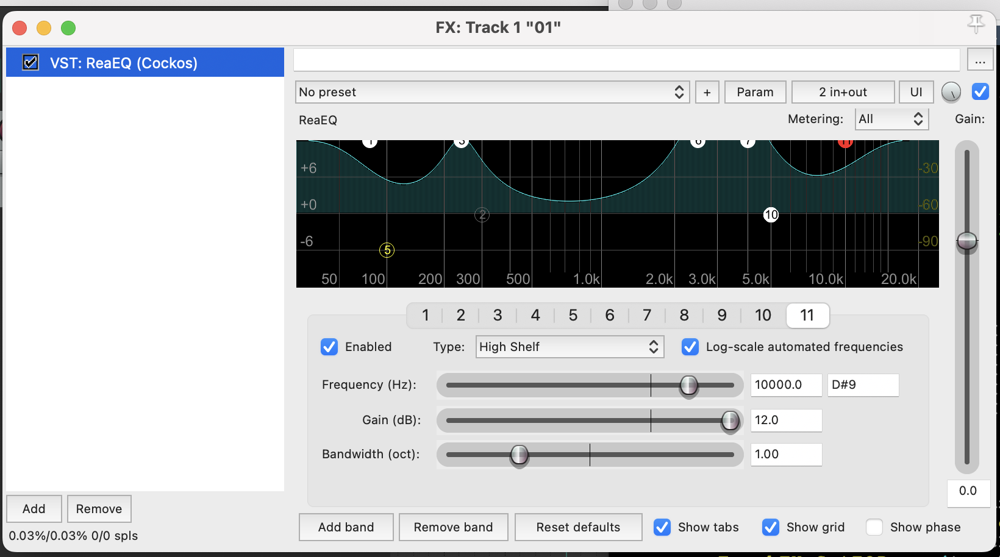 FX: Track 1 "01"
VST: ReaEQ (Cockos)
...
No preset
+
Param
2 in+out
UI
ReaEQ
Metering:
All
Gain:
1
3
6
7
11
+6
-30
+0
-60
2
10
-6
5
-90
50 100 200 300 500 1.0k 2.0k 3.0k 5.0k 10.0k 20.0k
1 2 3 4 5 6 7 8 9 10 11
Enabled
Type:
High Shelf
Log-scale automated frequencies
Frequency (Hz):
10000.0
D#9
Gain (dB):
12.0
Bandwidth (oct):
1.00
0.0
Add
Remove
Add band
Remove band
Reset defaults
Show tabs
Show grid
Show phase
0.03%/0.03% 0/0 spls